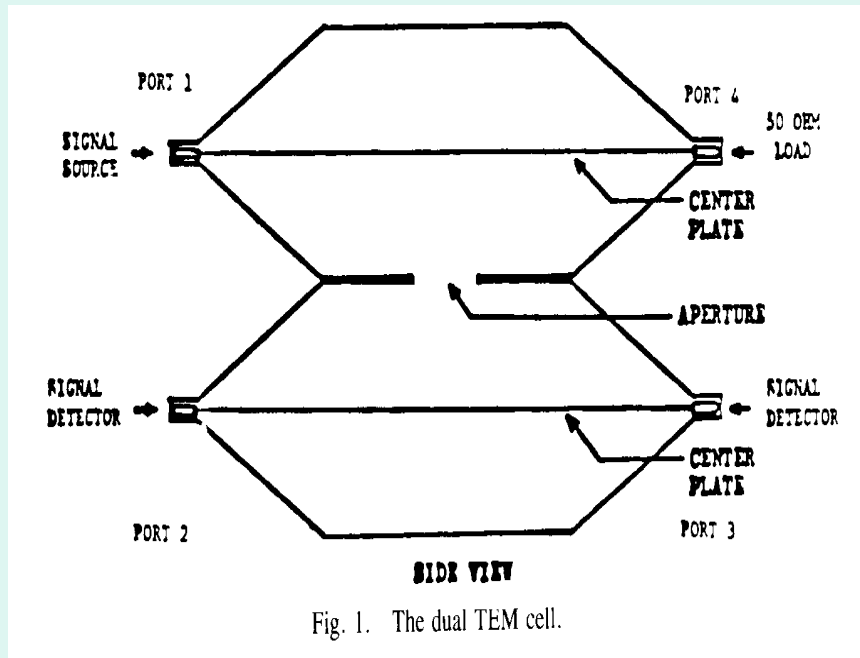 PORT 1
PORT 4
SIGNAL
SOURCE
50 OHM
LOAD
CENTER
PLATE
APERTURE
SIGNAL
DETECTOR
SIGNAL
DETECTOR
CENTER
PLATE
PORT 2
PORT 3
SIDE VIEW
Fig. 1. The dual TEM cell.